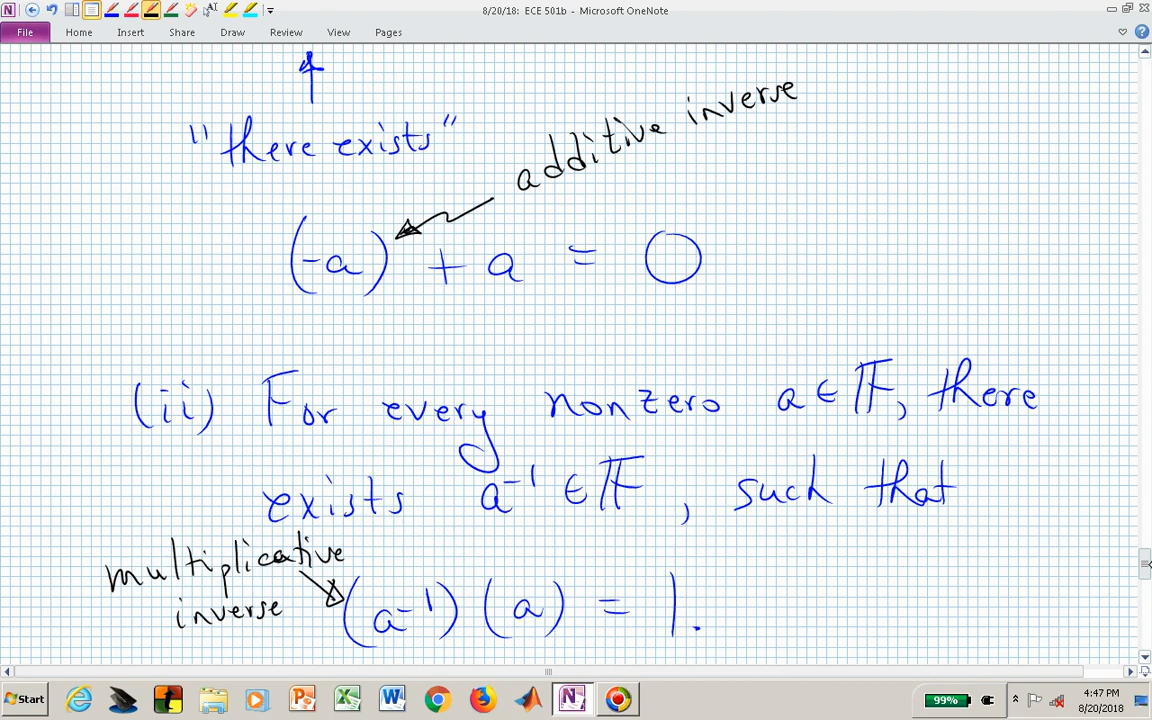 8/20/18: ECE 501b - Microsoft OneNote
File Home Insert Share Draw Review View Pages
"there exists"
additive inverse
(-a) + a = 0
(ii) For every nonzero a ∈ 𝔽, there
exists a⁻¹ ∈ 𝔽, such that
multiplicative
inverse
(a⁻¹) (a) = 1.
Start
99%
4:47 PM
8/20/2018